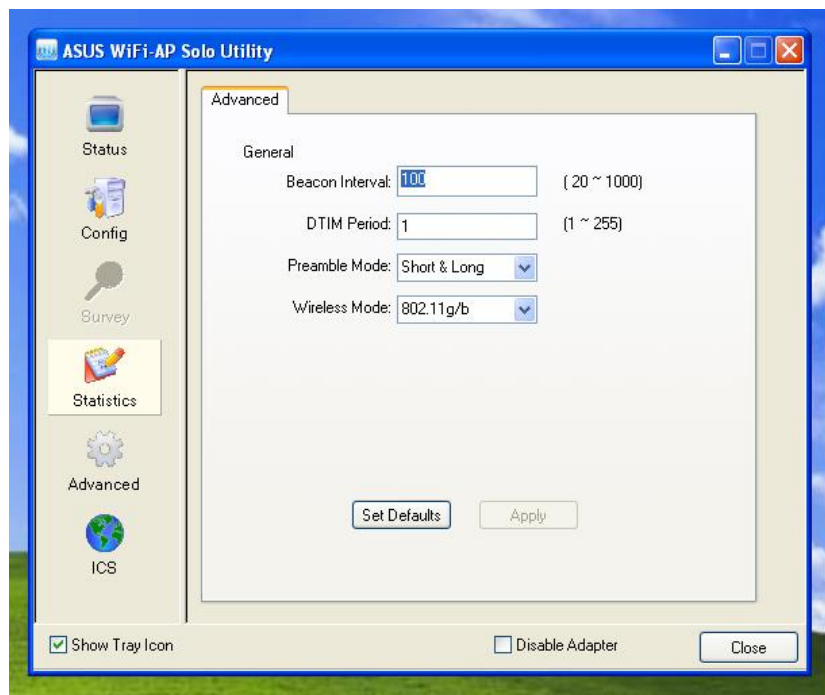 ASUS WiFi-AP Solo Utility
Status
Config
Survey
Statistics
Advanced
ICS
Advanced
General
Beacon Interval: 100 ( 20 ~ 1000)
DTIM Period: 1 (1 ~ 255)
Preamble Mode: Short & Long
Wireless Mode: 802.11g/b
Set Defaults Apply
Show Tray Icon Disable Adapter Close